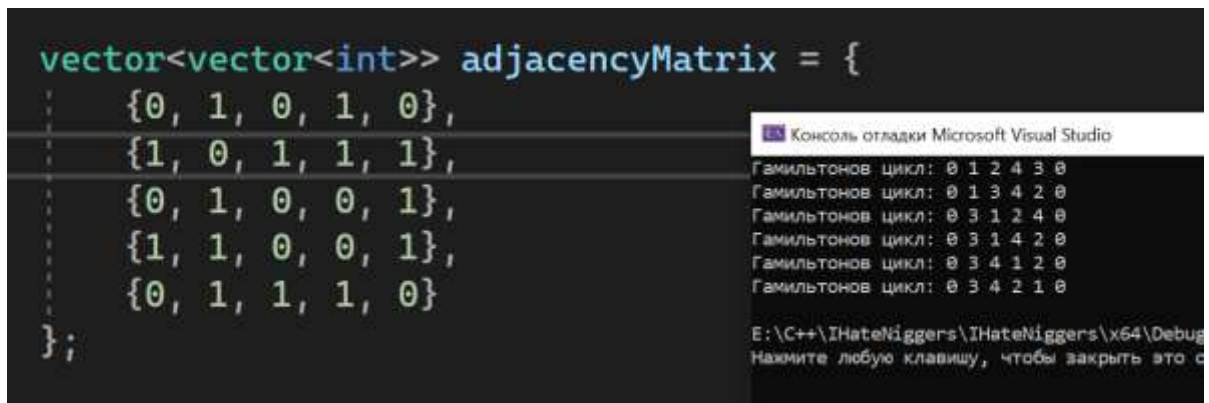 vector<vector<int>> adjacencyMatrix = {
{0, 1, 0, 1, 0},
{1, 0, 1, 1, 1},
{0, 1, 0, 0, 1},
{1, 1, 0, 0, 1},
{0, 1, 1, 1, 0}
};
Консоль отладки Microsoft Visual Studio
Гамильтонов цикл: 0 1 2 4 3 0
Гамильтонов цикл: 0 1 3 4 2 0
Гамильтонов цикл: 0 3 1 2 4 0
Гамильтонов цикл: 0 3 1 4 2 0
Гамильтонов цикл: 0 3 4 1 2 0
Гамильтонов цикл: 0 3 4 2 1 0
E:\C++\IHateNiggers\IHateNiggers\x64\Debug
Нажмите любую клавишу, чтобы закрыть это